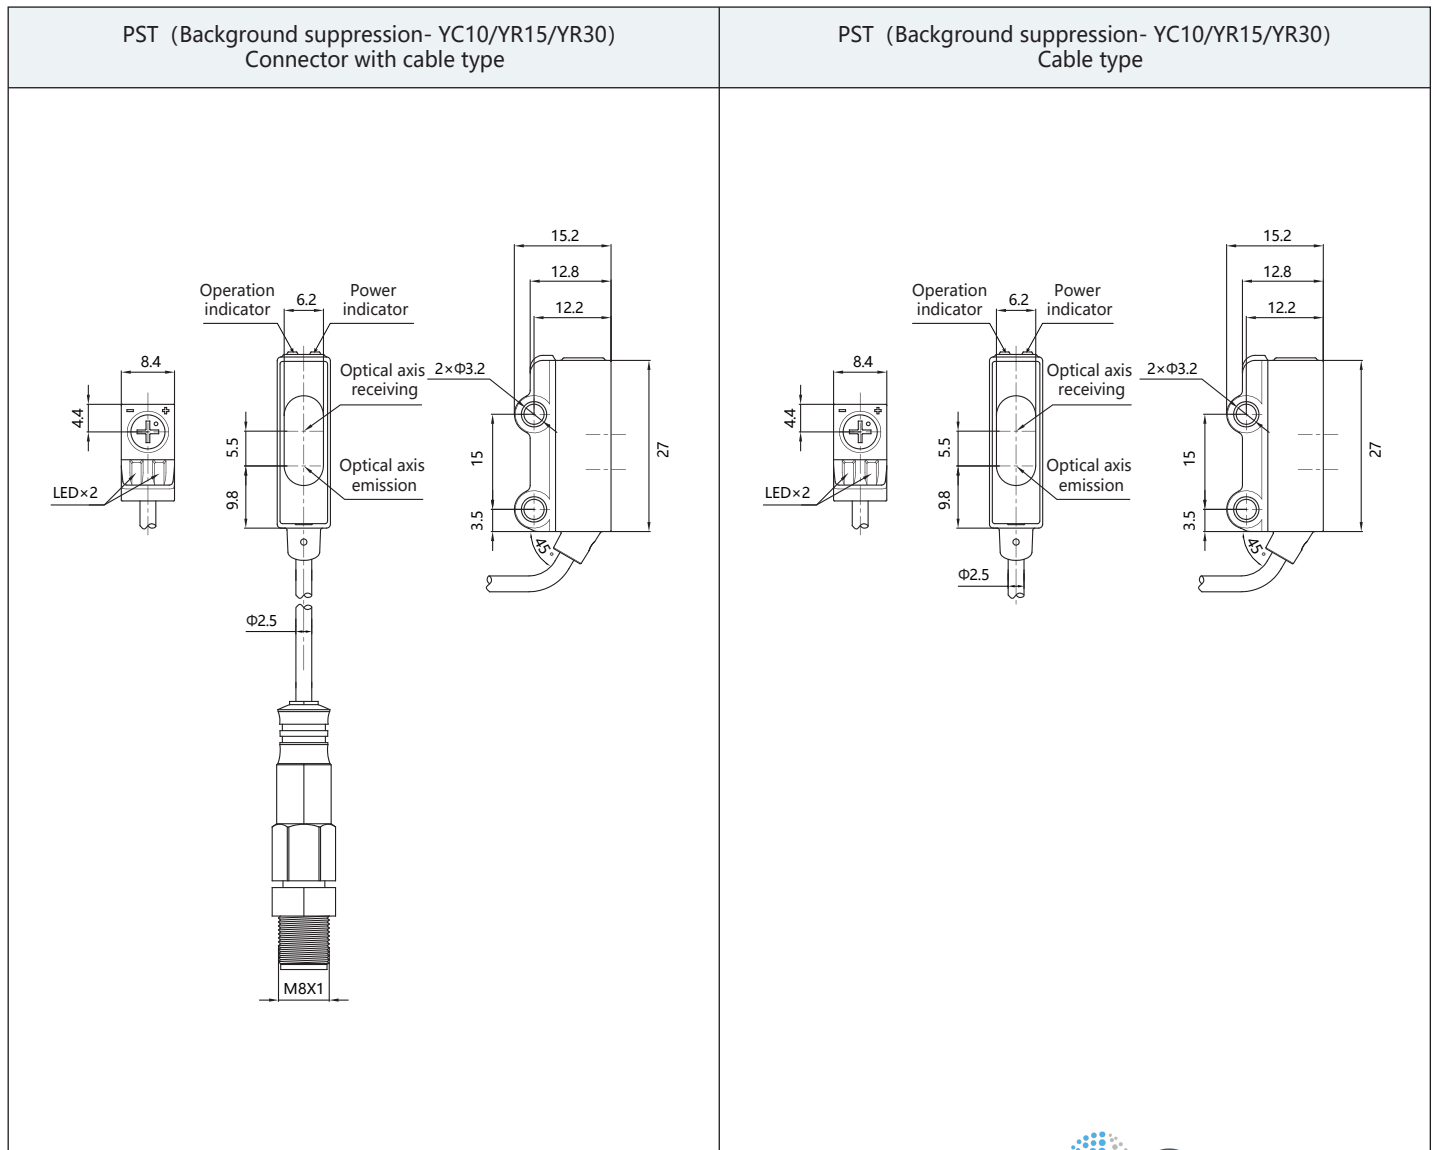 PST（Background suppression- YC10/YR15/YR30）
Connector with cable type
PST（Background suppression- YC10/YR15/YR30）
Cable type
15.2
12.8
12.2
Operation
indicator
6.2
Power
indicator
8.4
4.4
LED×2
Optical axis
receiving
2×Φ3.2
5.5
Optical axis
emission
9.8
15
3.5
27
45°
Φ2.5
M8X1
15.2
12.8
12.2
Operation
indicator
6.2
Power
indicator
8.4
4.4
LED×2
Optical axis
receiving
2×Φ3.2
5.5
Optical axis
emission
9.8
15
3.5
27
45°
Φ2.5